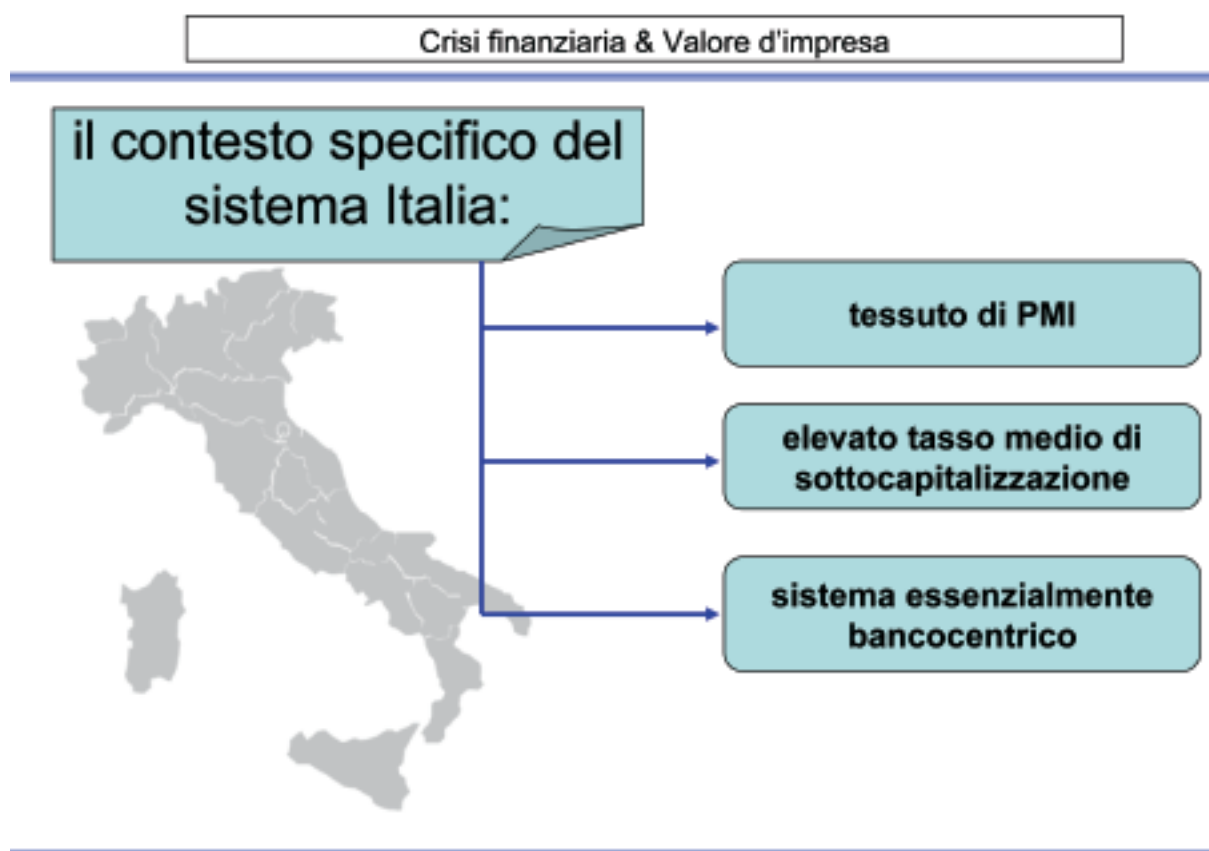 Crisi finanziaria & Valore d'impresa
il contesto specifico del
sistema Italia:
tessuto di PMI
elevato tasso medio di
sottocapitalizzazione
sistema essenzialmente
bancocentrico